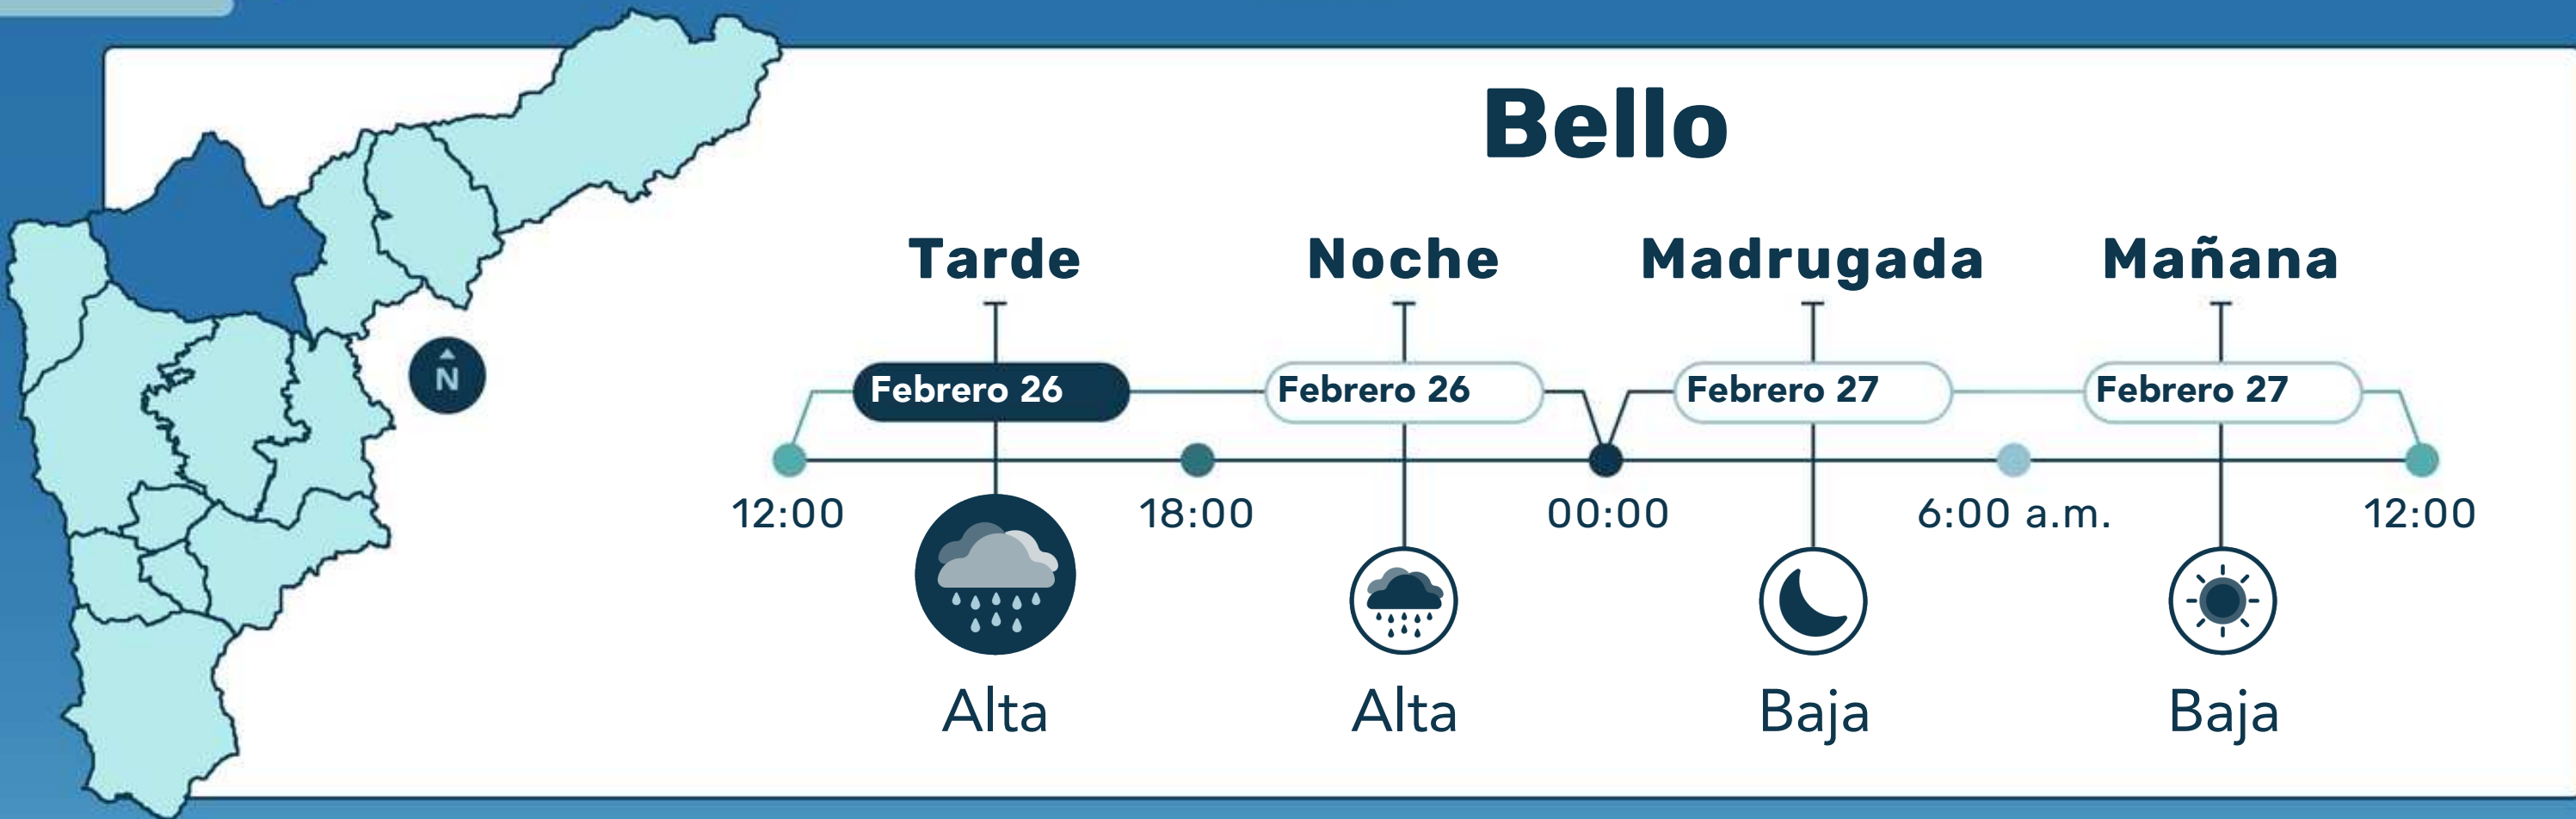 Bello
Tarde Noche Madrugada Mañana
Febrero 26 Febrero 26 Febrero 27 Febrero 27
N
12:00 18:00 00:00 6:00 a.m. 12:00
Alta Alta Baja Baja